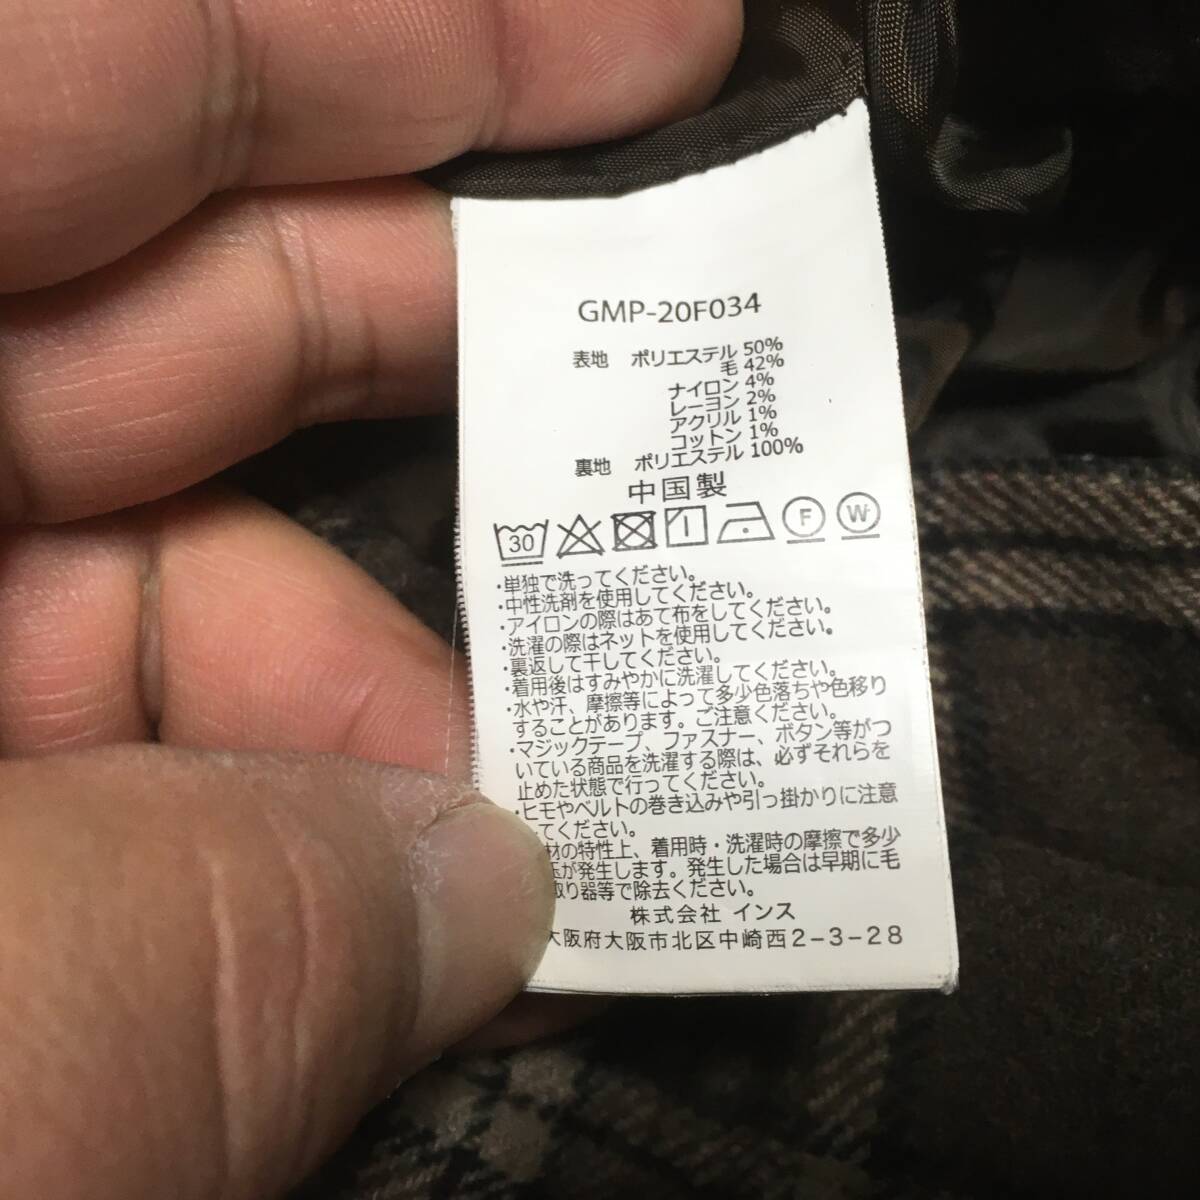 GMP-20F034
表地 ポリエステル 50%
毛 42%
ナイロン 4%
レーヨン 2%
アクリル 1%
コットン 1%
裏地 ポリエステル 100%
中国製
30 F W
・単独で洗ってください。
・中性洗剤を使用してください。
・アイロンの際はあて布をしてください。
・洗濯の際はネットを使用してください。
・裏返して干してください。
・着用後はすみやかに洗濯してください。
・水や汗、摩擦等によって多少色落ちや色移り
することがあります。ご注意ください。
・マジックテープ、ファスナー、ボタン等がつ
いている商品を洗濯する際は、必ずそれらを
止めた状態で行ってください。
・ヒモやベルトの巻き込みや引っ掛かりに注意
てください。
材の特性上、着用時・洗濯時の摩擦で多少
が発生します。発生した場合は早期に毛
取り器等で除去ください。
株式会社 インス
大阪府大阪市北区中崎西2-3-28